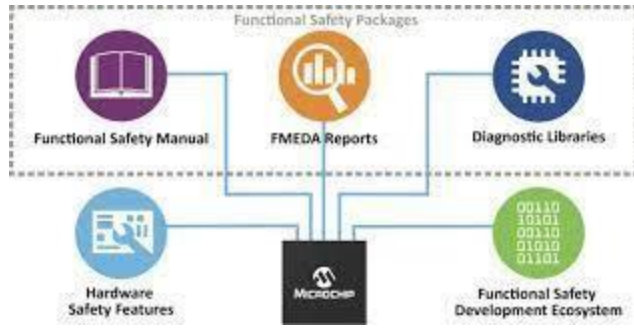 Functional Safety Packages
Functional Safety Manual
FMEDA Reports
Diagnostic Libraries
00110
10101
00110
01010
01101
MICROCHIP
Hardware
Safety Features
Functional Safety
Development Ecosystem